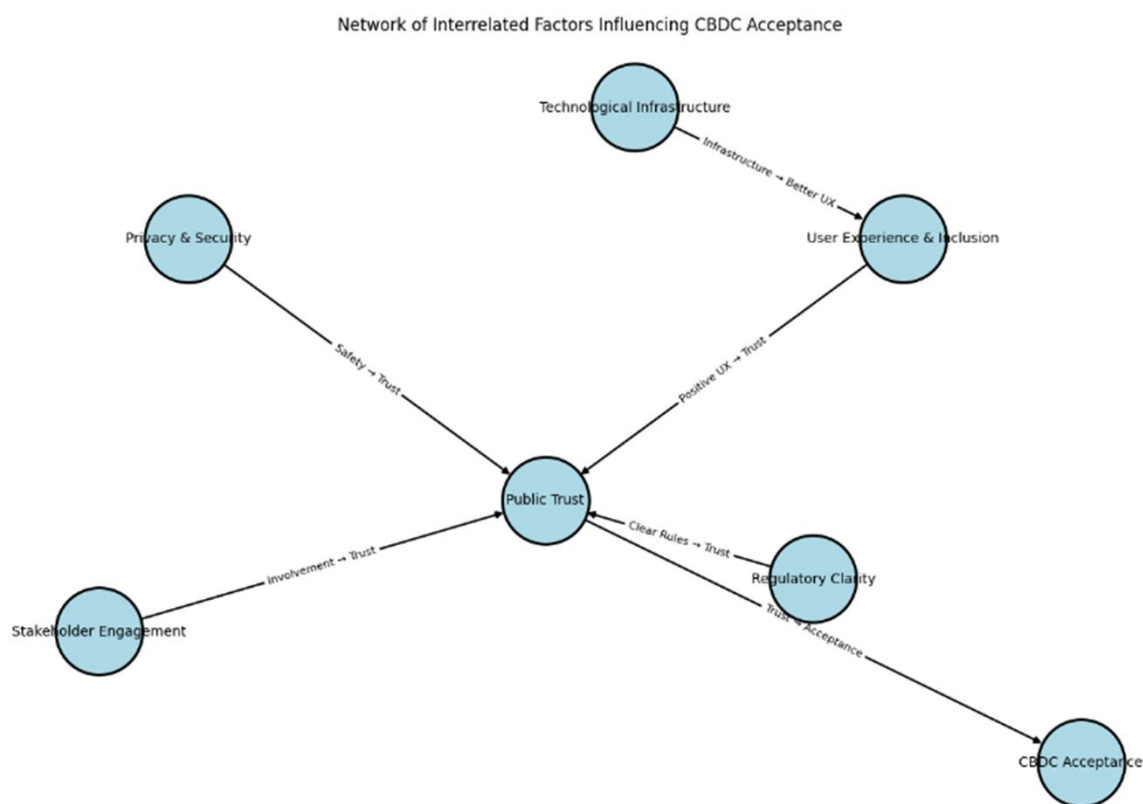 Network of Interrelated Factors Influencing CBDC Acceptance
Technological Infrastructure
Infrastructure → Better UX
Privacy & Security
User Experience & Inclusion
Safety → Trust
Positive UX → Trust
Public Trust
Clear Rules → Trust
Involvement → Trust
Regulatory Clarity
Trust → Acceptance
Stakeholder Engagement
CBDC Acceptance